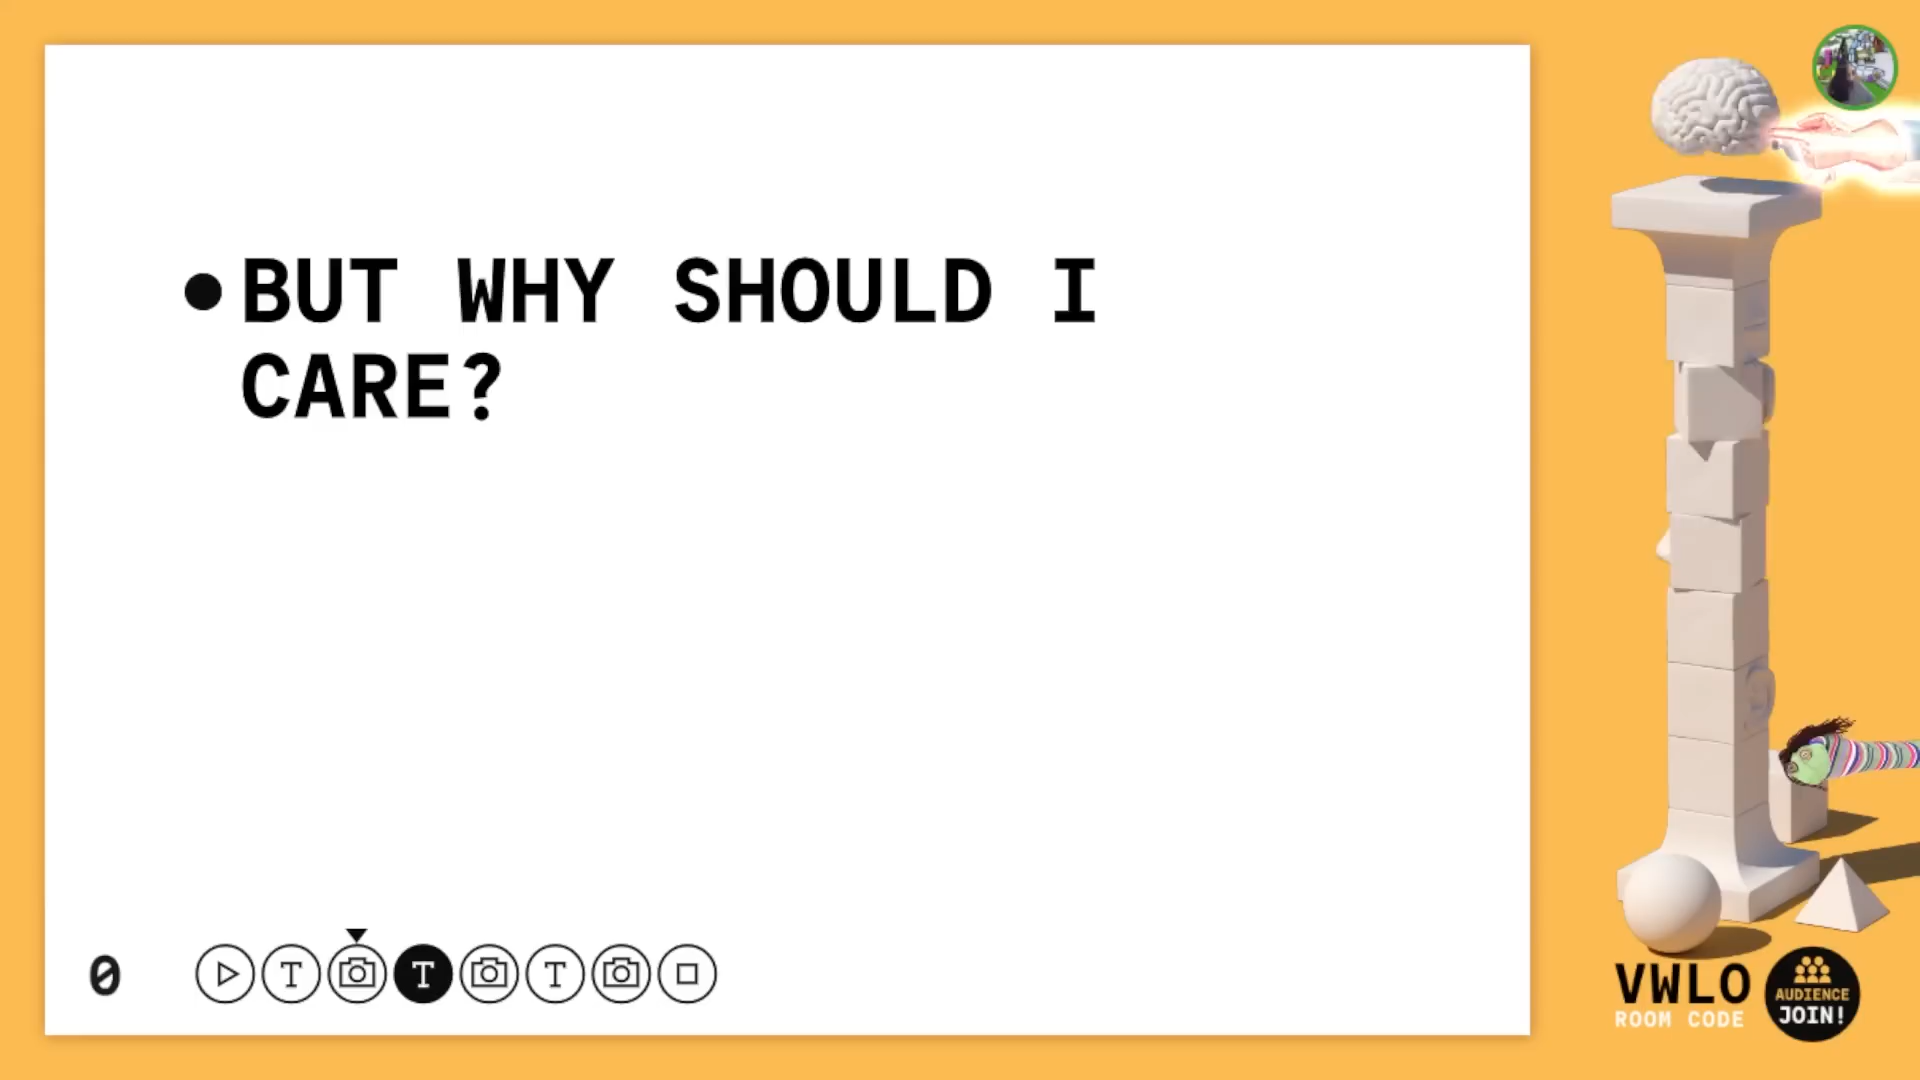 BUT WHY SHOULD I
CARE?
0
T T T
VWLO
ROOM CODE
AUDIENCE
JOIN!